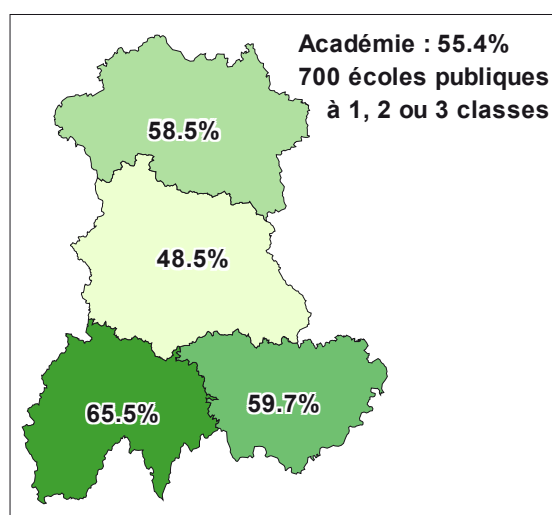 Académie : 55.4%
700 écoles publiques
à 1, 2 ou 3 classes
58.5%
48.5%
65.5%
59.7%